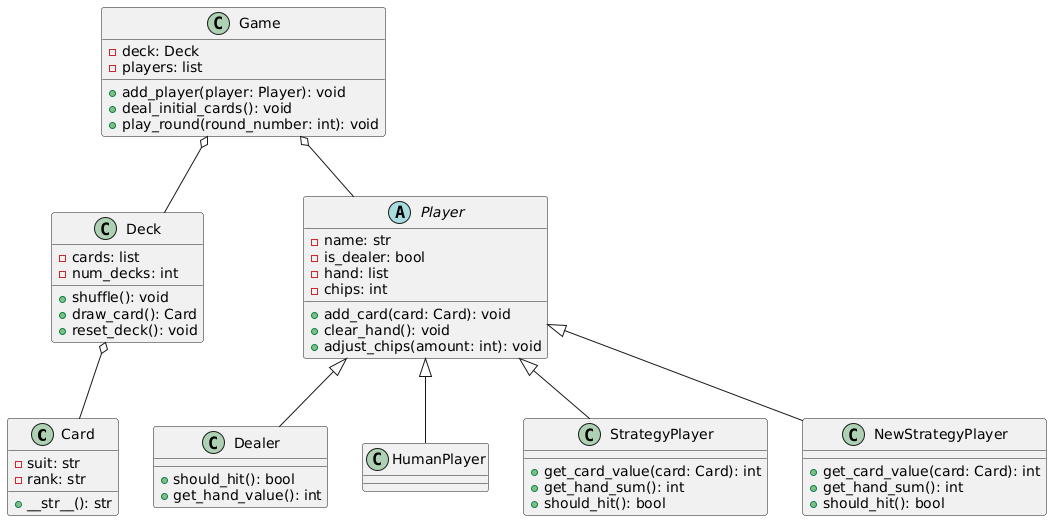 C Game
deck: Deck
players: list
add_player(player: Player): void
deal_initial_cards(): void
play_round(round_number: int): void
C Deck
cards: list
num_decks: int
shuffle(): void
draw_card(): Card
reset_deck(): void
A Player
name: str
is_dealer: bool
hand: list
chips: int
add_card(card: Card): void
clear_hand(): void
adjust_chips(amount: int): void
C Card
suit: str
rank: str
__str__(): str
C Dealer
should_hit(): bool
get_hand_value(): int
C HumanPlayer
C StrategyPlayer
get_card_value(card: Card): int
get_hand_sum(): int
should_hit(): bool
C NewStrategyPlayer
get_card_value(card: Card): int
get_hand_sum(): int
should_hit(): bool